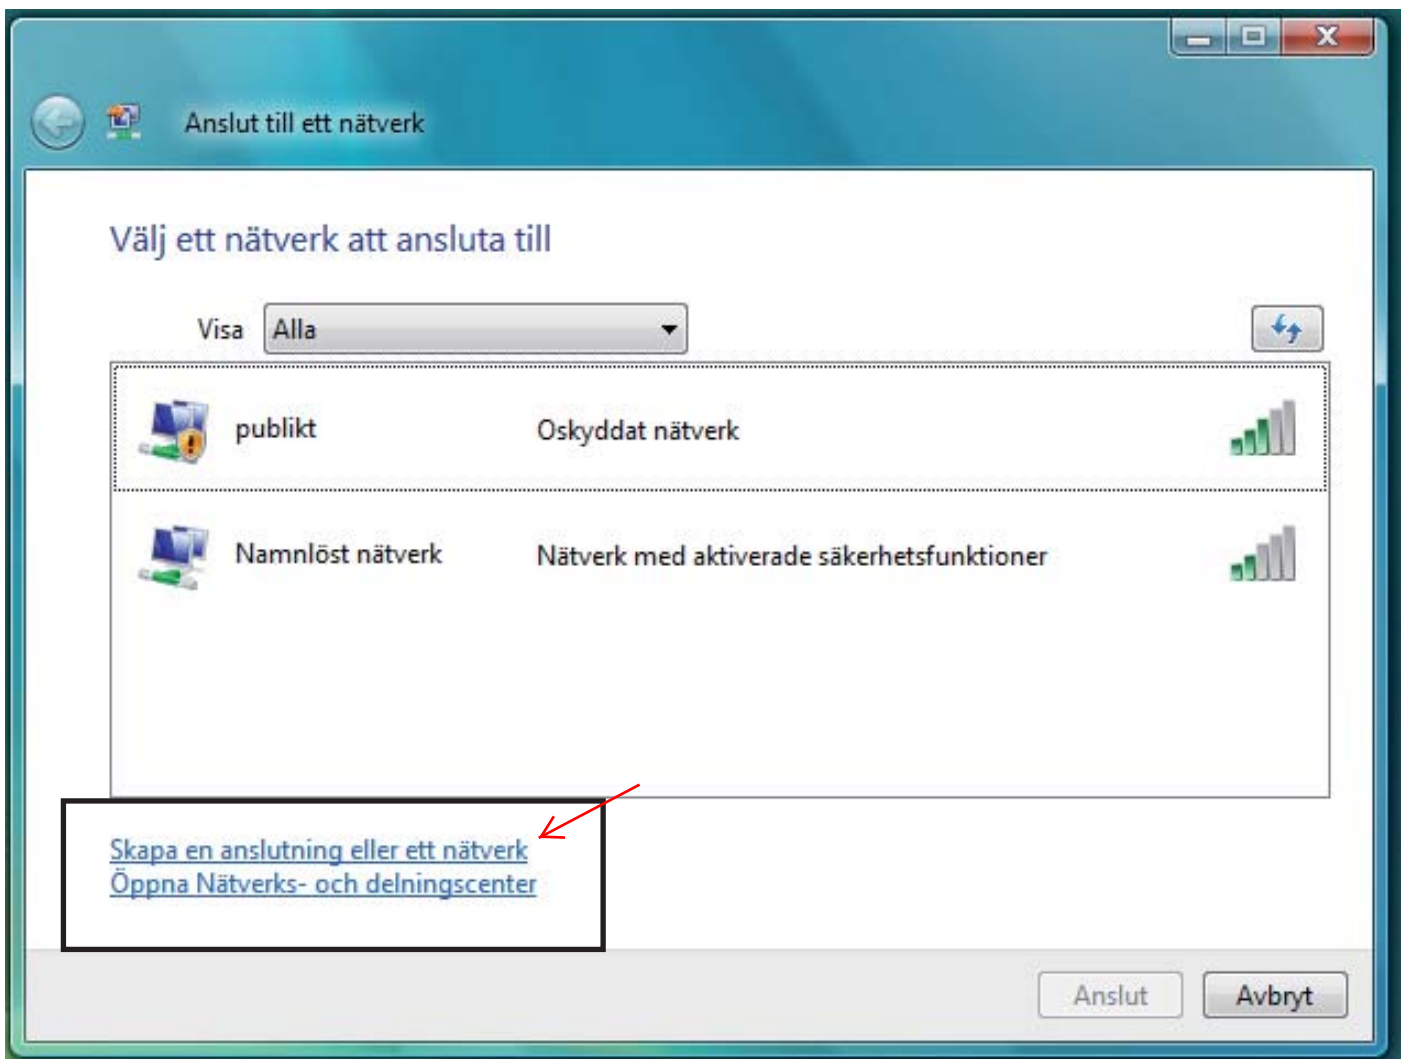 Anslut till ett nätverk
Välj ett nätverk att ansluta till
Visa Alla
publikt Oskyddat nätverk
Namnlöst nätverk Nätverk med aktiverade säkerhetsfunktioner
Skapa en anslutning eller ett nätverk
Öppna Nätverks- och delningscenter
Anslut Avbryt